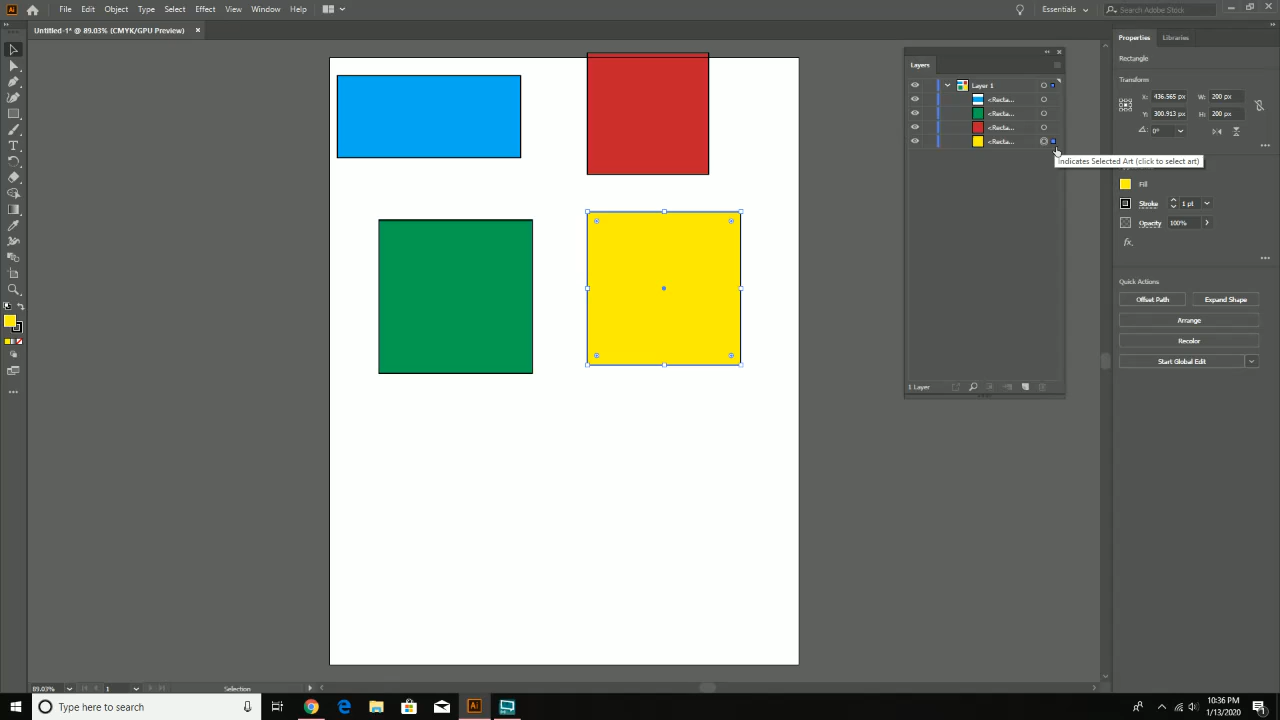 Ai File Edit Object Type Select Effect View Window Help Essentials Search Adobe Stock
Untitled-1* @ 89.03% (CMYK/GPU Preview) ×
Properties Libraries
Layers
Rectangle
Transform
Layer 1
X: 436.565 px W: 200 px
<Recta...
Y: 300.913 px H: 200 px
<Recta...
<Recta...
0°
<Recta...
Indicates Selected Art (click to select art)
Fill
Stroke 1 pt
Opacity 100%
fx.
Quick Actions
Offset Path Expand Shape
Arrange
Recolor
Start Global Edit
1 Layer
89.03% 1 Selection
Type here to search
Ai
10:36 PM
1/13/2020